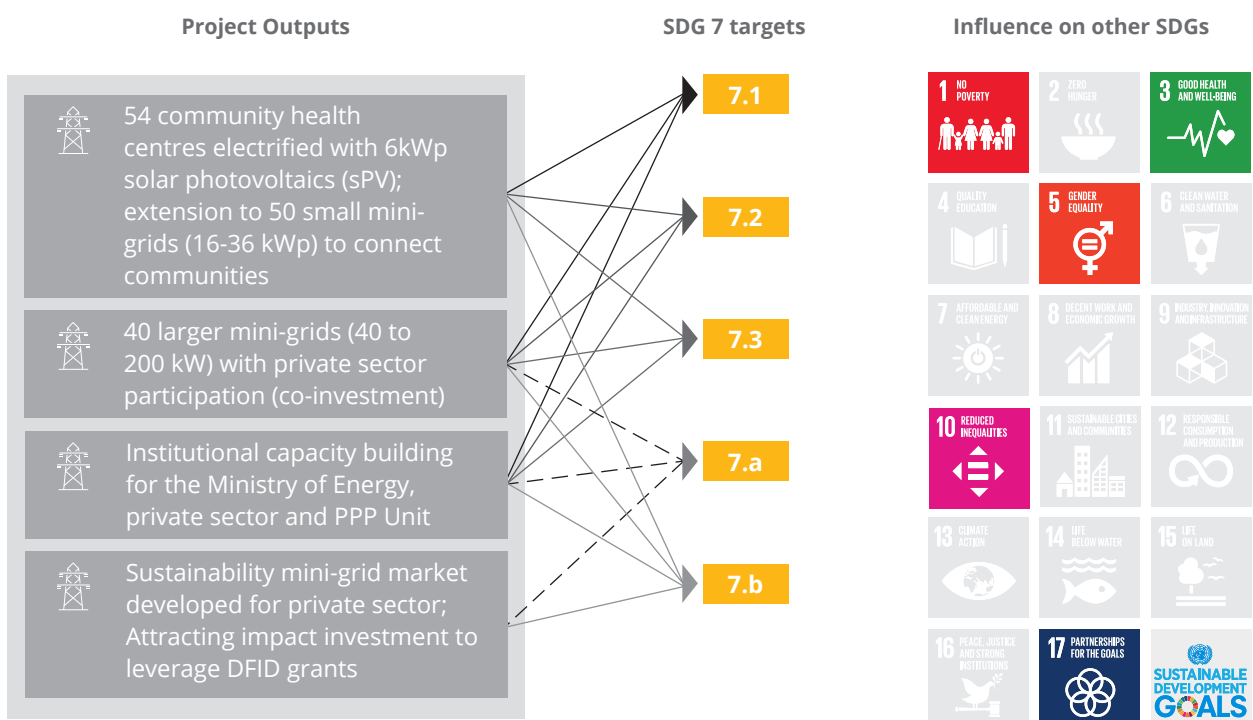 Project Outputs
SDG 7 targets
Influence on other SDGs
54 community health
centres electrified with 6kWp
solar photovoltaics (sPV);
extension to 50 small mini-
grids (16-36 kWp) to connect
communities
40 larger mini-grids (40 to
200 kW) with private sector
participation (co-investment)
Institutional capacity building
for the Ministry of Energy,
private sector and PPP Unit
Sustainability mini-grid market
developed for private sector;
Attracting impact investment to
leverage DFID grants
7.1
7.2
7.3
7.a
7.b
1 NO
POVERTY
2 ZERO
HUNGER
3 GOOD HEALTH
AND WELL-BEING
4 QUALITY
EDUCATION
5 GENDER
EQUALITY
6 CLEAN WATER
AND SANITATION
7 AFFORDABLE AND
CLEAN ENERGY
8 DECENT WORK AND
ECONOMIC GROWTH
9 INDUSTRY, INNOVATION
AND INFRASTRUCTURE
10 REDUCED
INEQUALITIES
11 SUSTAINABLE CITIES
AND COMMUNITIES
12 RESPONSIBLE
CONSUMPTION
AND PRODUCTION
13 CLIMATE
ACTION
14 LIFE
BELOW WATER
15 LIFE
ON LAND
16 PEACE, JUSTICE
AND STRONG
INSTITUTIONS
17 PARTNERSHIPS
FOR THE GOALS
SUSTAINABLE
DEVELOPMENT
GOALS